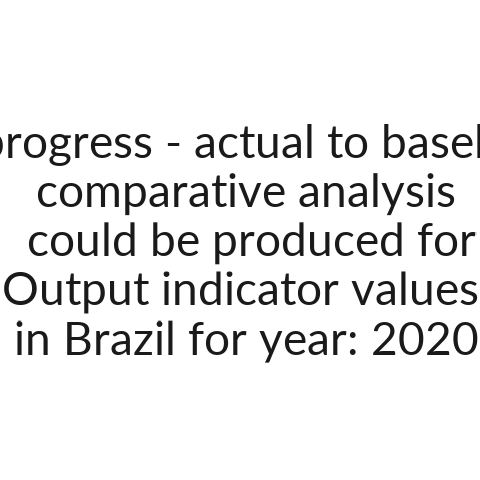 progress - actual to basel
comparative analysis
could be produced for
Output indicator values
in Brazil for year: 2020